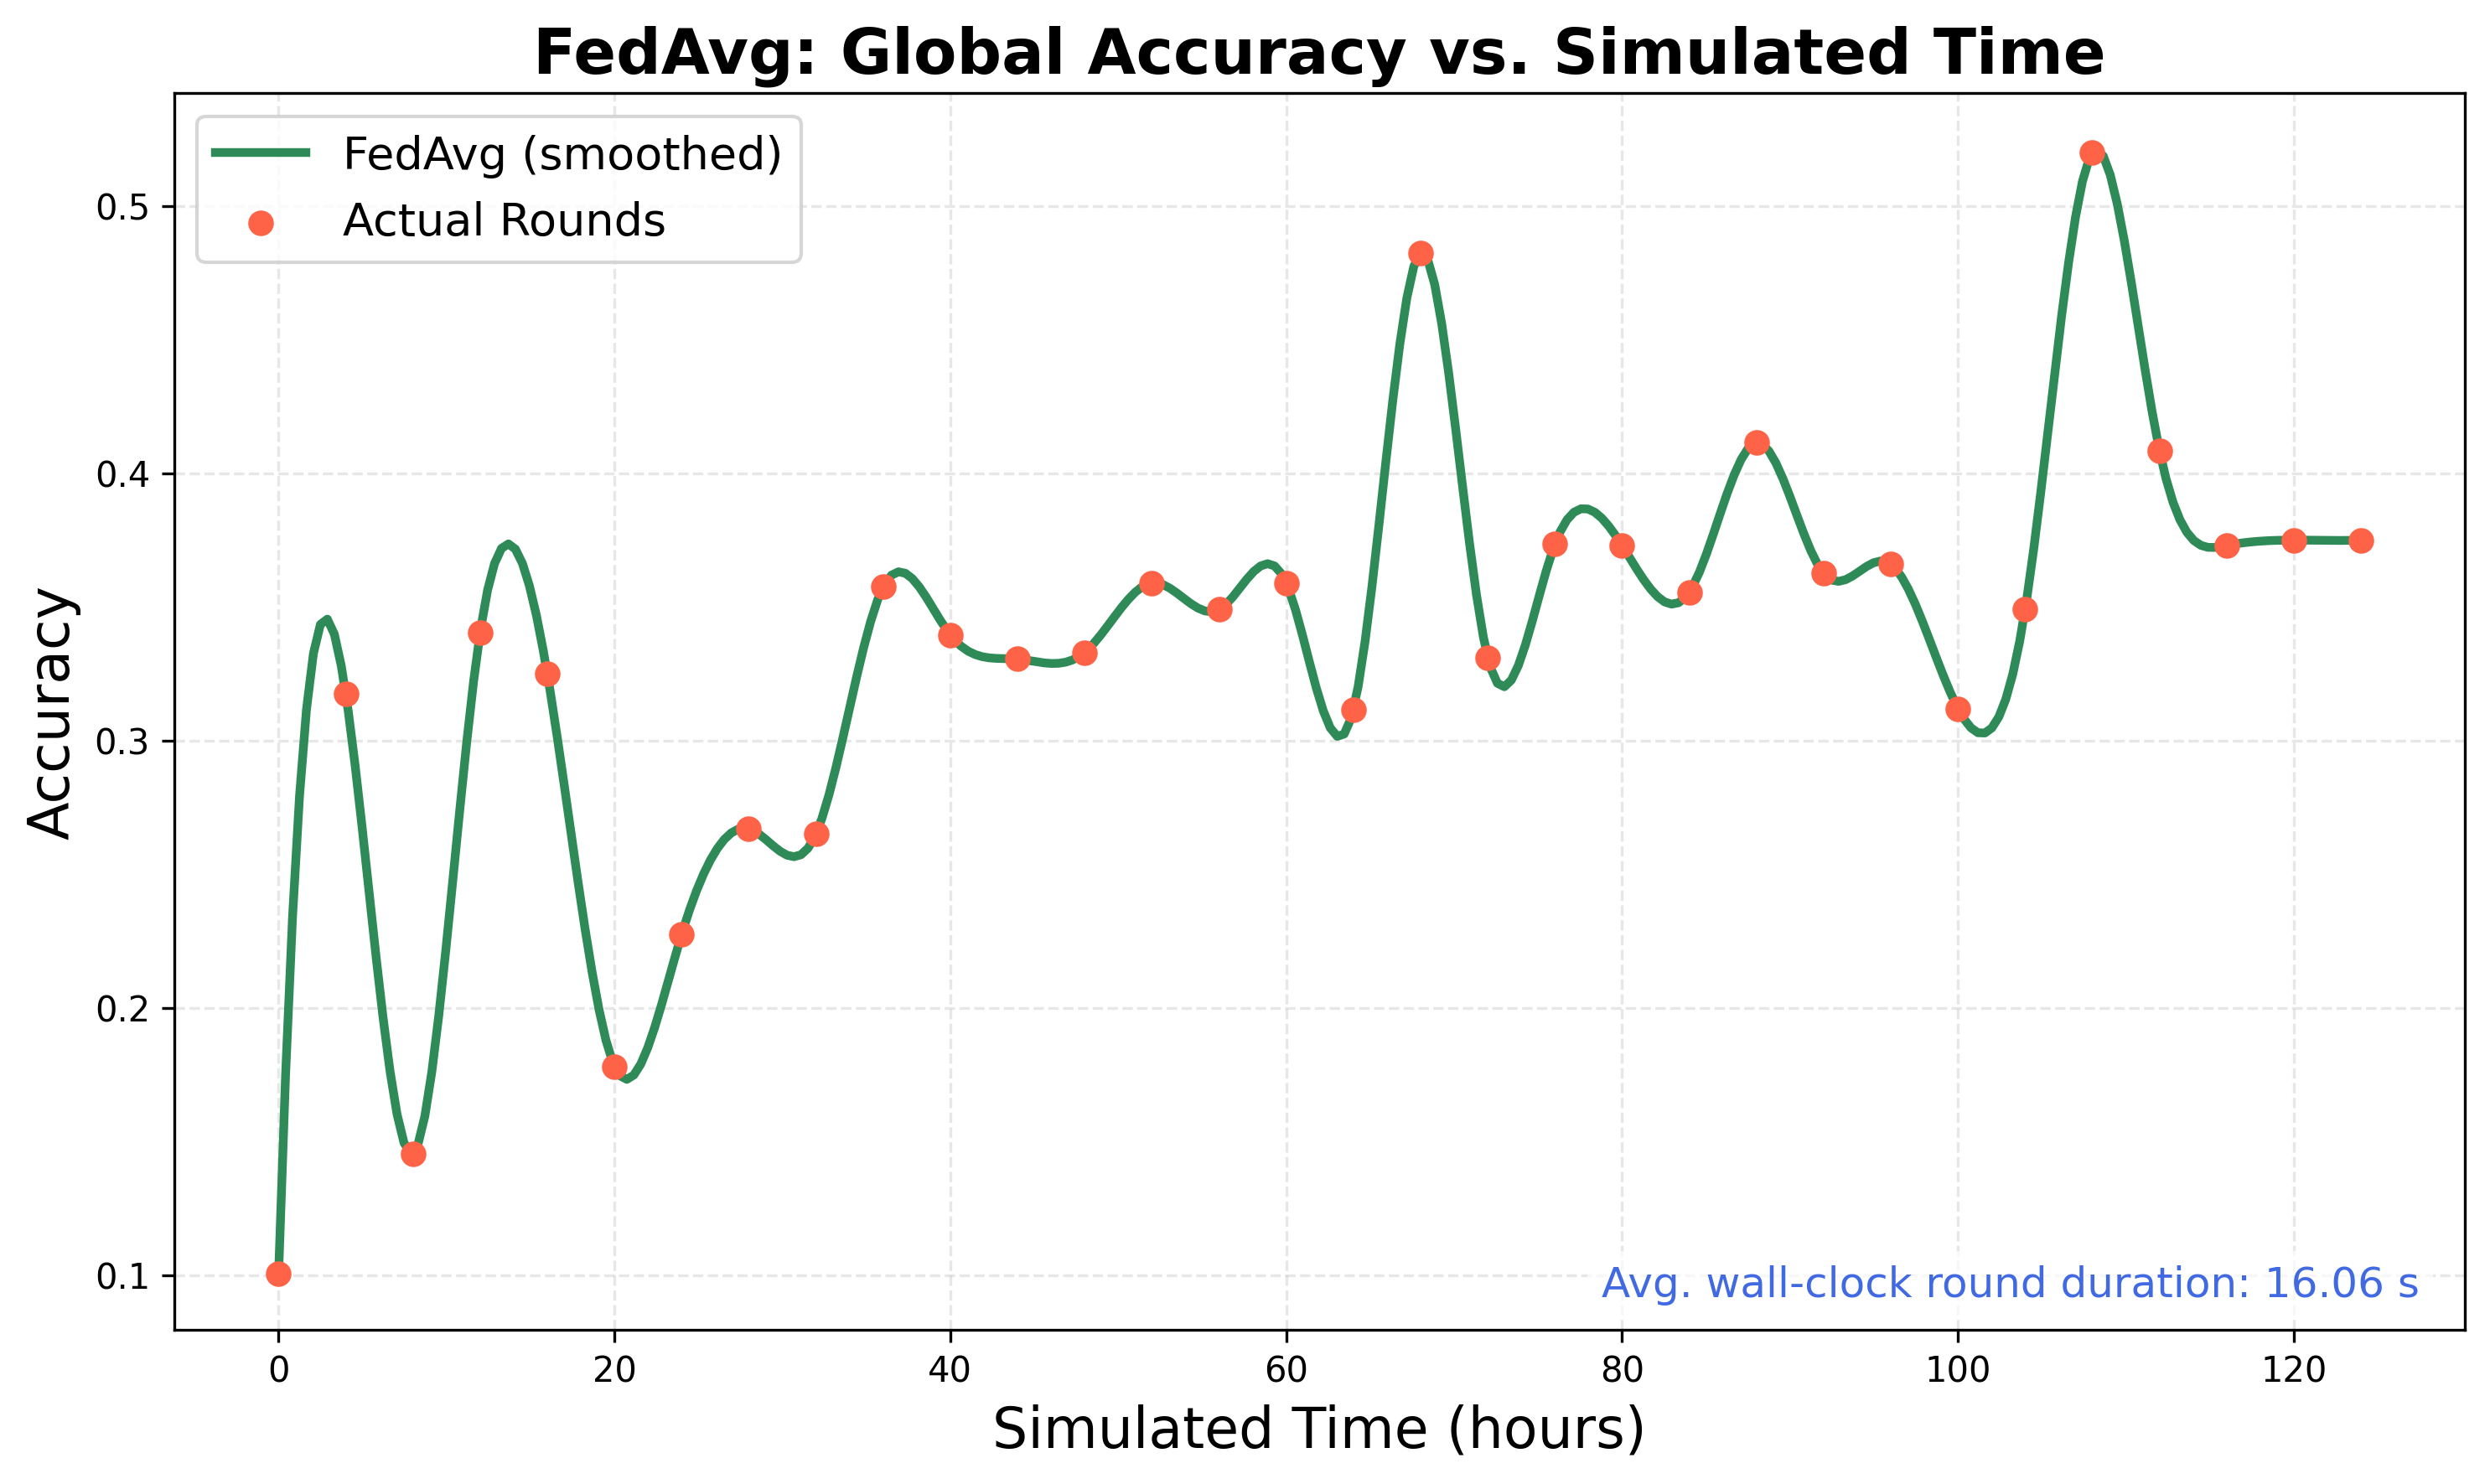 FedAvg: Global Accuracy vs. Simulated Time
FedAvg (smoothed)
Actual Rounds
Accuracy
0.5
0.4
0.3
0.2
0.1
Avg. wall-clock round duration: 16.06 s
0 20 40 60 80 100 120
Simulated Time (hours)